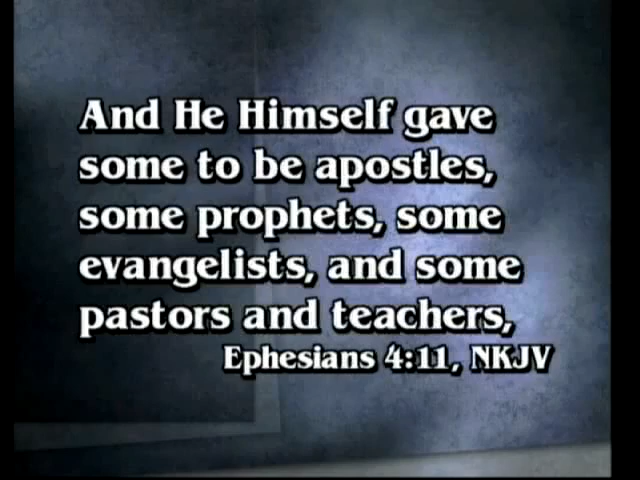 And He Himself gave
some to be apostles,
some prophets, some
evangelists, and some
pastors and teachers,
Ephesians 4:11, NKJV